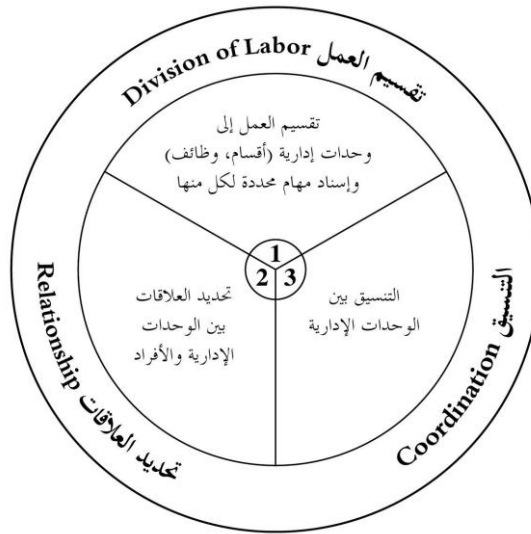 تقسيم العمل Division of Labor
تقسيم العمل إلى
وحدات إدارية (أقسام، وظائف)
وإسناد مهام محددة لكل منها
1
2
3
تحديد العلاقات
بين الوحدات
الإدارية والأفراد
التنسيق بين
الوحدات الإدارية
تحديد العلاقات Relationship
التنسيق Coordination